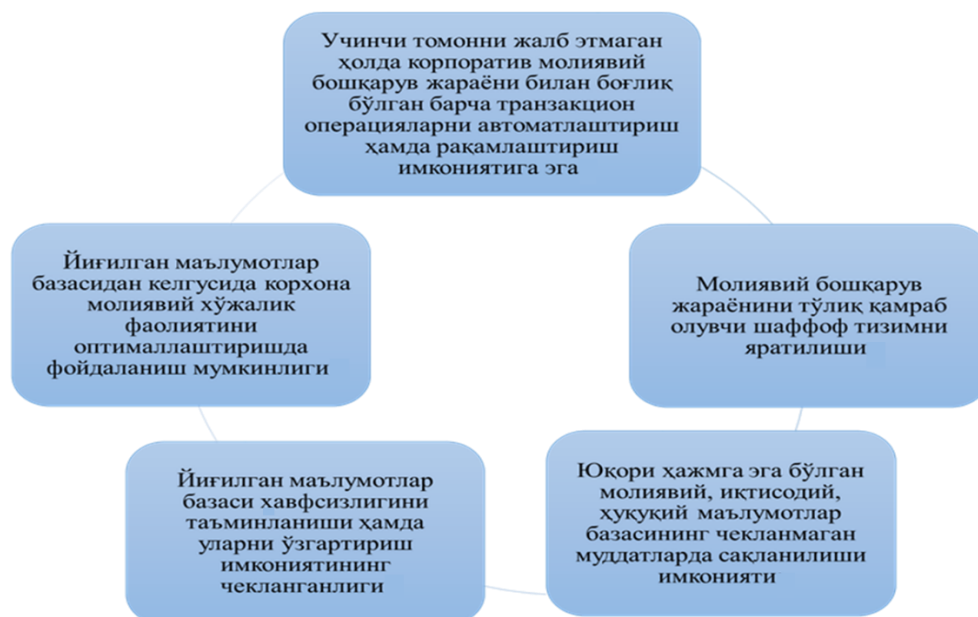 Учинчи томонни жалб этмаган
ҳолда корпоратив молиявий
бошқарув жараёни билан боғлиқ
бўлган барча транзакцион
операцияларни автоматлаштириш
ҳамда рақамлаштириш
имкониятига эга
Молиявий бошқарув
жараёнини тўлиқ қамраб
олувчи шаффоф тизимни
яратилиши
Юқори ҳажмга эга бўлган
молиявий, иқтисодий,
ҳуқуқий маълумотлар
базасининг чекланмаган
муддатларда сақланилиши
имконияти
Йиғилган маълумотлар
базаси хавфсизлигини
таъминланиши ҳамда
уларни ўзгартириш
имкониятининг
чекланганлиги
Йиғилган маълумотлар
базасидан келгусида корхона
молиявий хўжалик
фаолиятини
оптималлаштиришда
фойдаланиш мумкинлиги